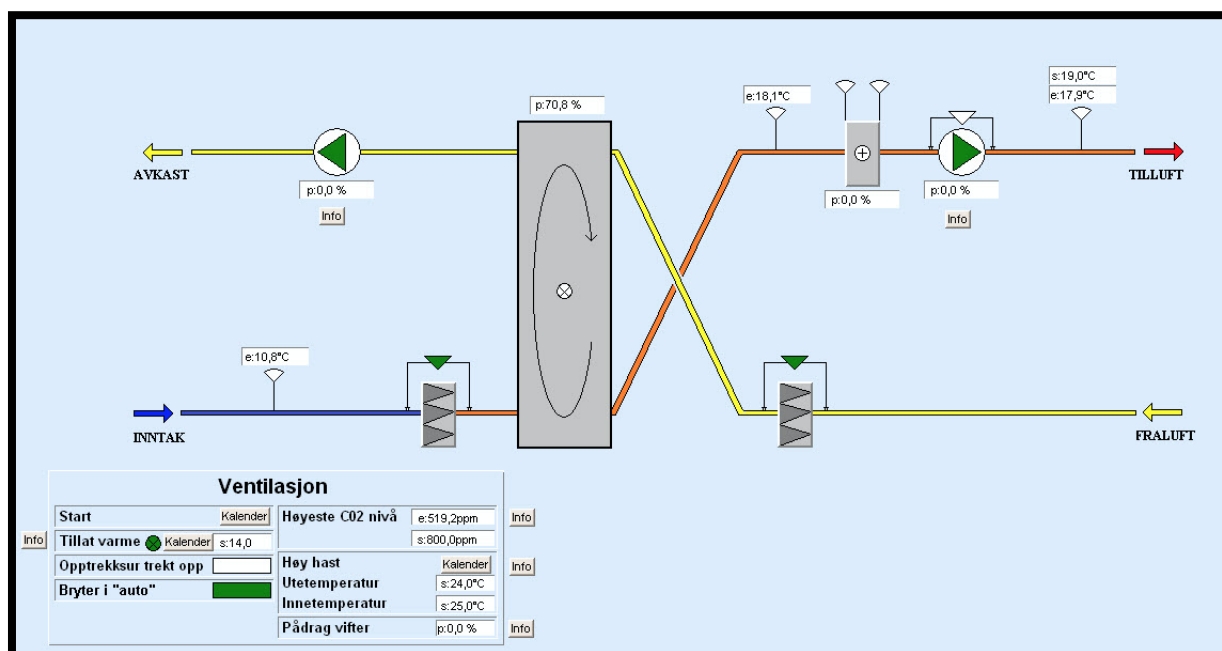 s:19,0°C
p:70,8 %
e:18,1°C
e:17,9°C
AVKAST
TILLUFT
p:0,0 %
p:0,0 %
p:0,0 %
Info
Info
e:10,8°C
INNTAK
FRALUFT
Ventilasjon
Start
Kalender
Info
Tillat varme
Kalender
s:14,0
Opptrekksur trekt opp
Bryter i "auto"
Høyeste C02 nivå
e:519,2ppm
Info
s:800,0ppm
Høy hast
Kalender
Info
Utetemperatur
s:24,0°C
Innetemperatur
s:25,0°C
Pådrag vifter
p:0,0 %
Info